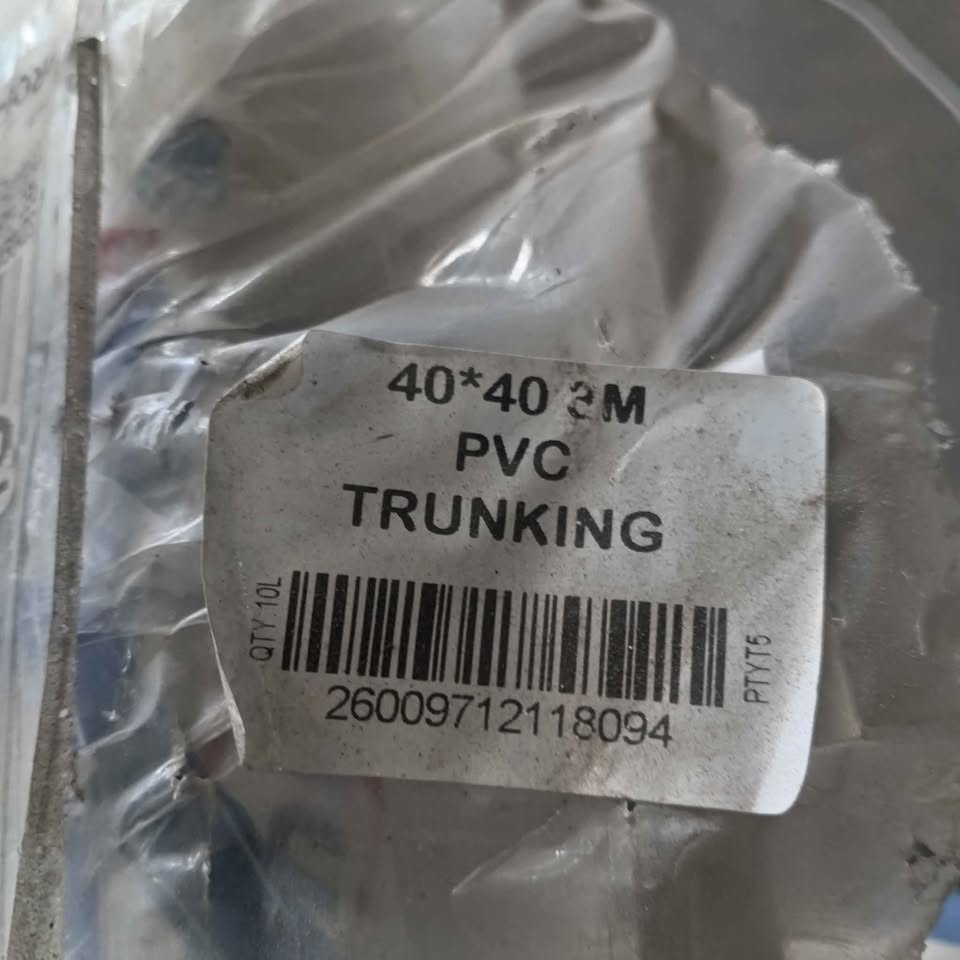 40*40 M
PVC
TRUNKING
QTY 10L
PTYT5
26009712118094